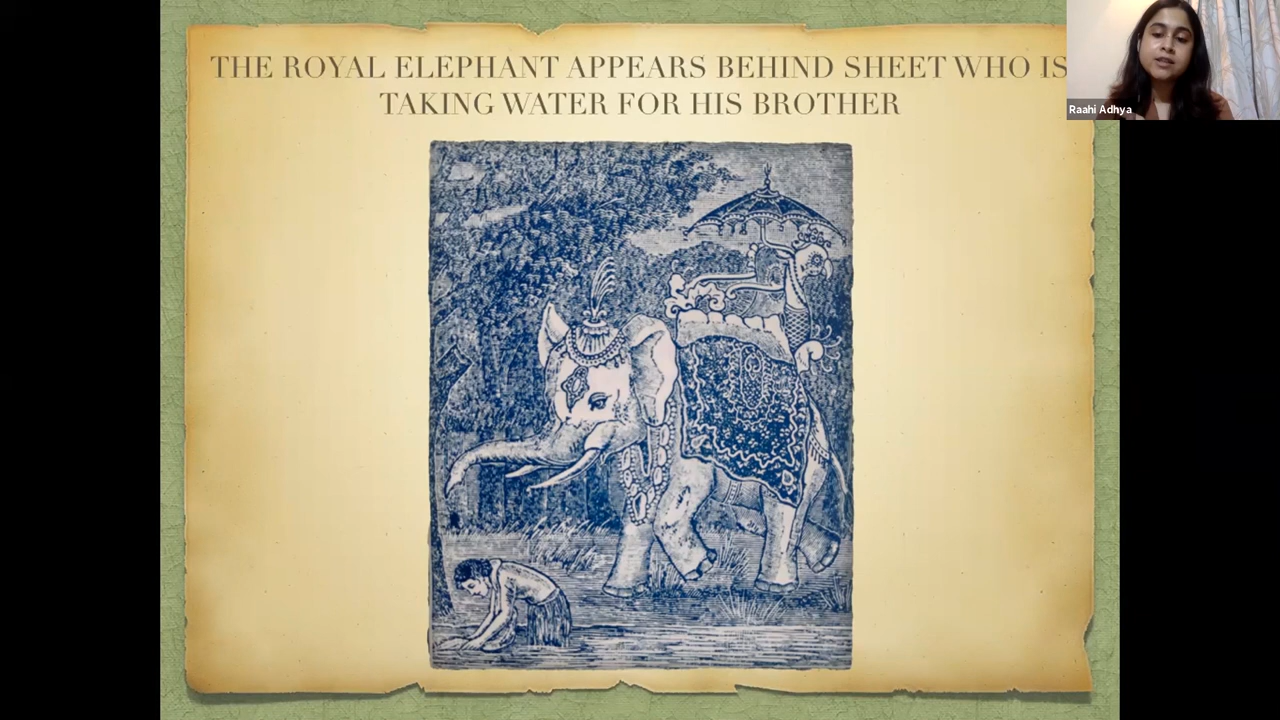 THE ROYAL ELEPHANT APPEARS BEHIND SHEET WHO IS
TAKING WATER FOR HIS BROTHER
Raahi Adhya